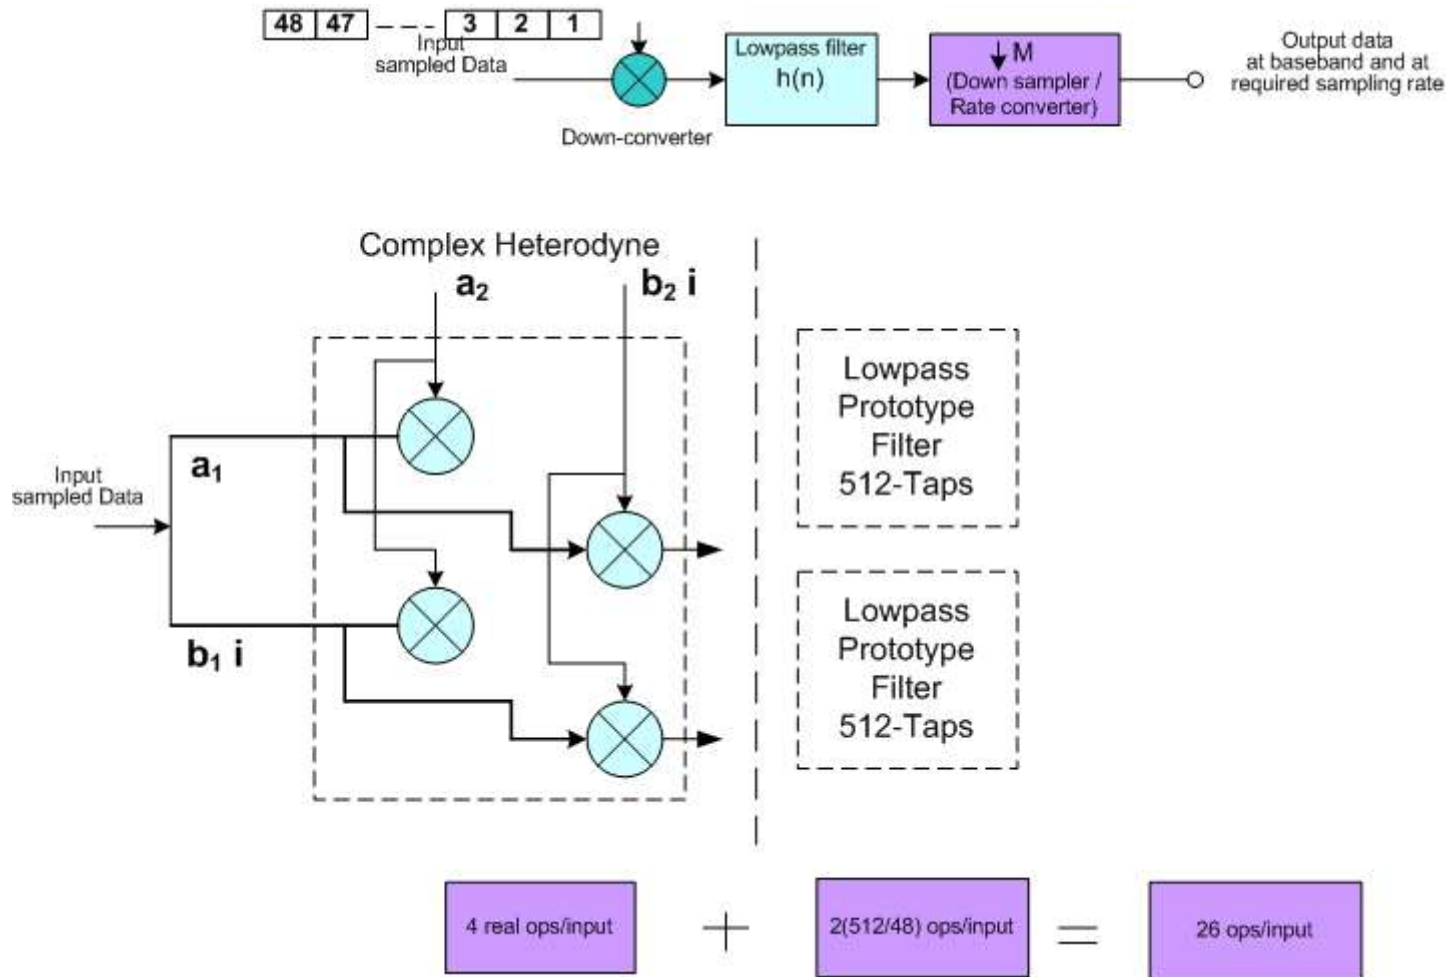 48 47 3 2 1
Input
sampled Data
Down-converter
Lowpass filter
h(n)
M
(Down sampler /
Rate converter)
Output data
at baseband and at
required sampling rate
Complex Heterodyne
a₂
b₂ i
Input
sampled Data
a₁
b₁ i
Lowpass
Prototype
Filter
512-Taps
Lowpass
Prototype
Filter
512-Taps
4 real ops/input + 2(512/48) ops/input = 26 ops/input